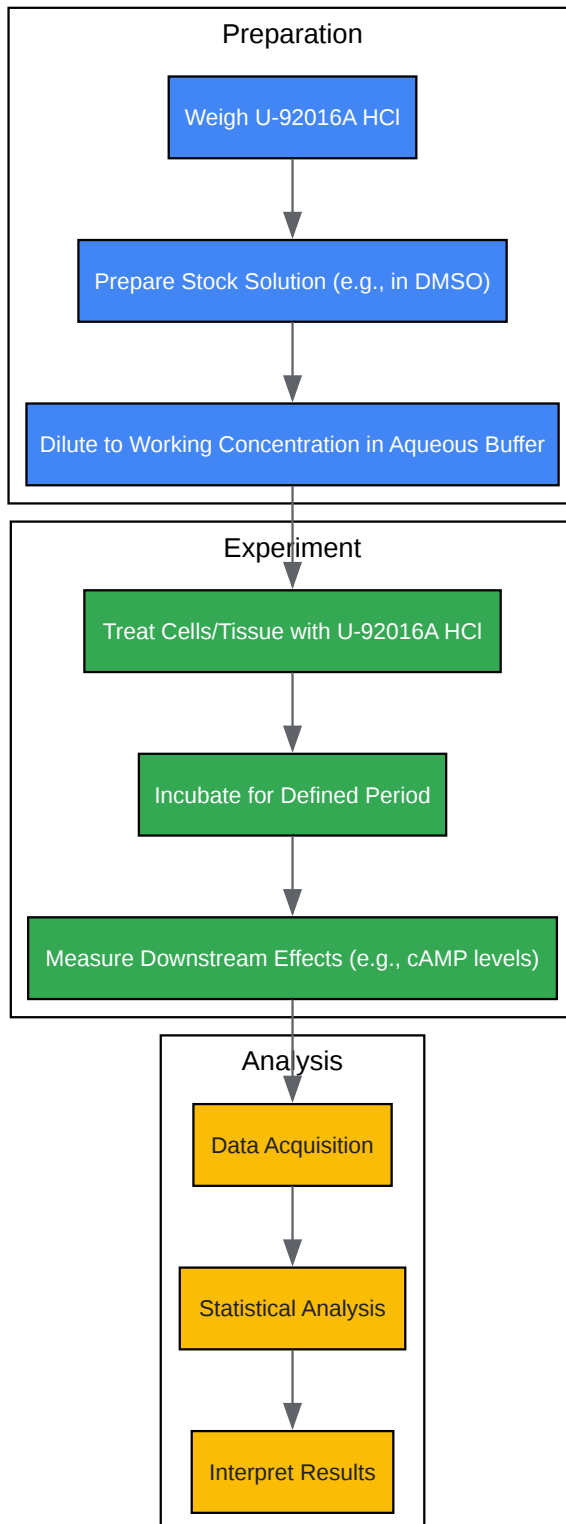 Preparation
Weigh U-92016A HCl
Prepare Stock Solution (e.g., in DMSO)
Dilute to Working Concentration in Aqueous Buffer
Experiment
Treat Cells/Tissue with U-92016A HCl
Incubate for Defined Period
Measure Downstream Effects (e.g., cAMP levels)
Analysis
Data Acquisition
Statistical Analysis
Interpret Results